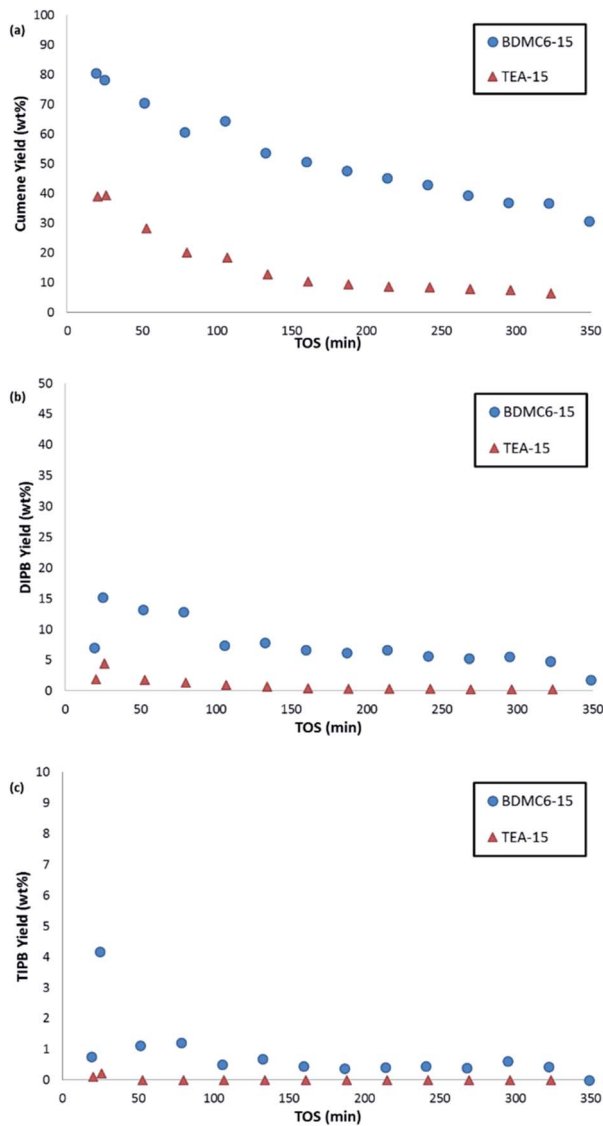 (a)
100
90
80
70
60
50
40
30
20
10
0
Cumene Yield (wt%)
BDMC6-15
TEA-15
0 50 100 150 200 250 300 350
TOS (min)
(b)
50
45
40
35
30
25
20
15
10
5
0
DIPB Yield (wt%)
BDMC6-15
TEA-15
0 50 100 150 200 250 300 350
TOS (min)
(c)
10
9
8
7
6
5
4
3
2
1
0
TIPB Yield (wt%)
BDMC6-15
TEA-15
0 50 100 150 200 250 300 350
TOS (min)